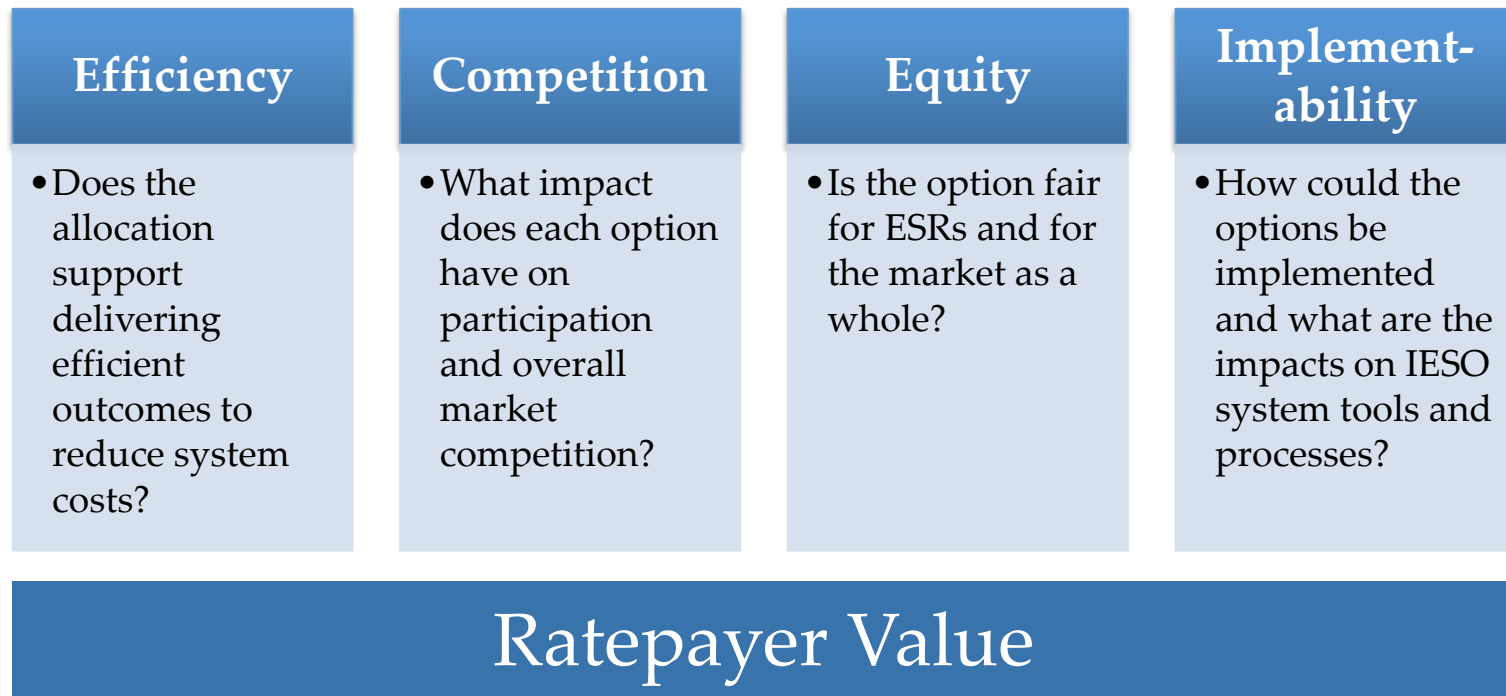 Efficiency
•Does the
allocation
support
delivering
efficient
outcomes to
reduce system
costs?
Competition
•What impact
does each option
have on
participation
and overall
market
competition?
Equity
•Is the option fair
for ESRs and for
the market as a
whole?
Implement-
ability
•How could the
options be
implemented
and what are the
impacts on IESO
system tools and
processes?
Ratepayer Value